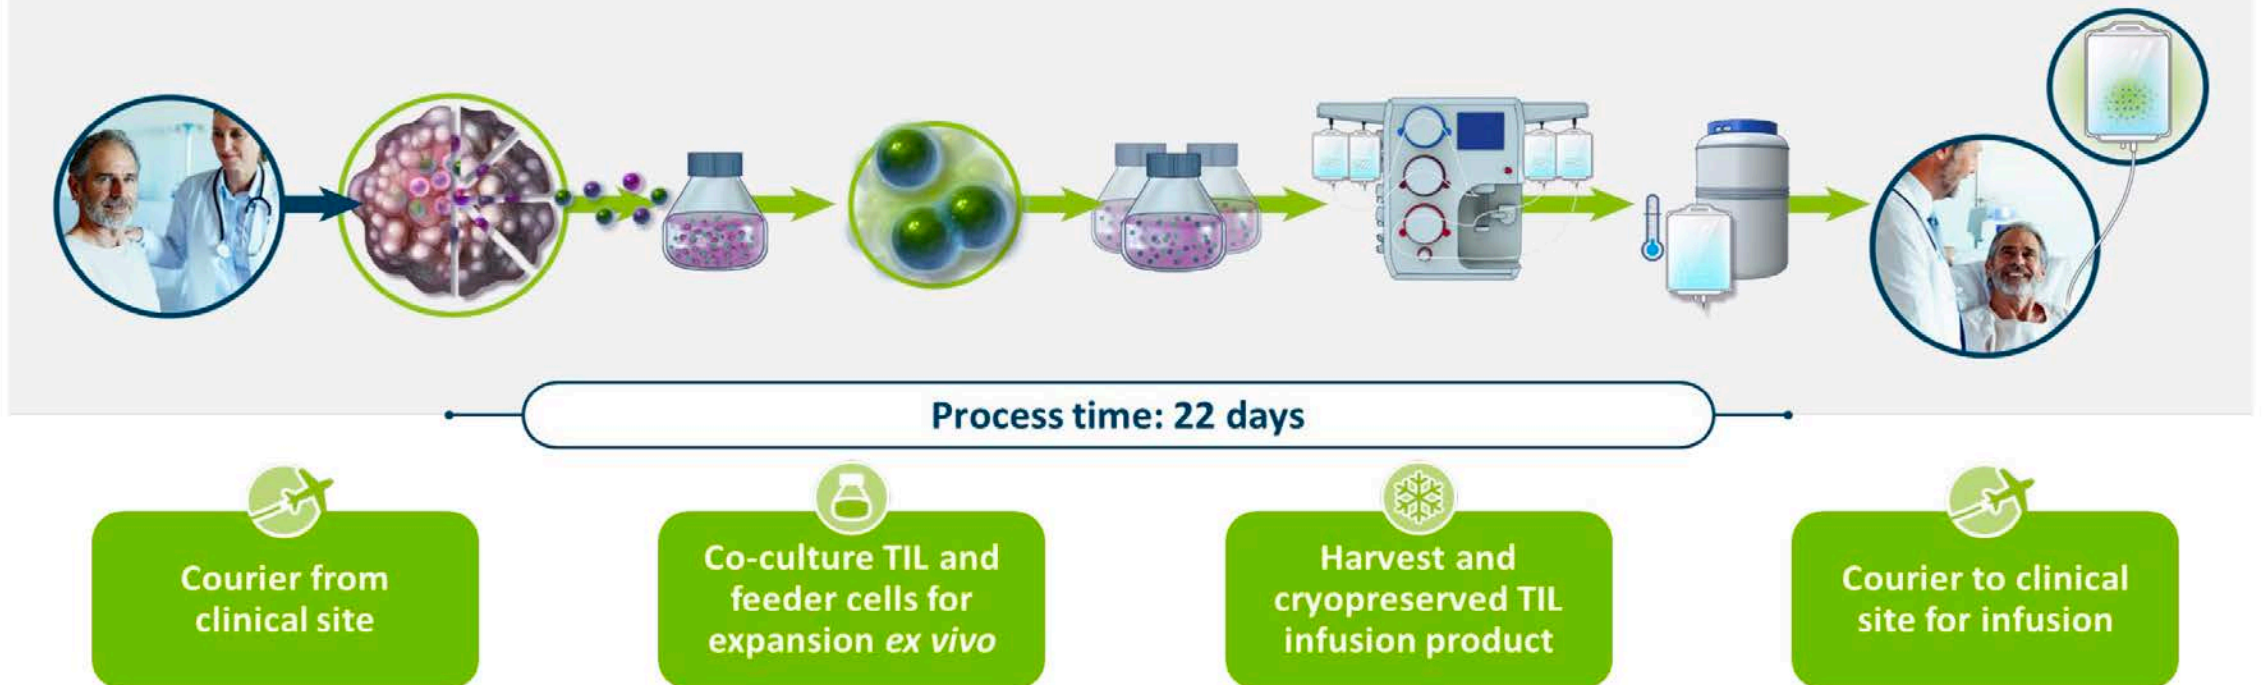 Process time: 22 days
Courier from
clinical site
Co-culture TIL and
feeder cells for
expansion ex vivo
Harvest and
cryopreserved TIL
infusion product
Courier to clinical
site for infusion